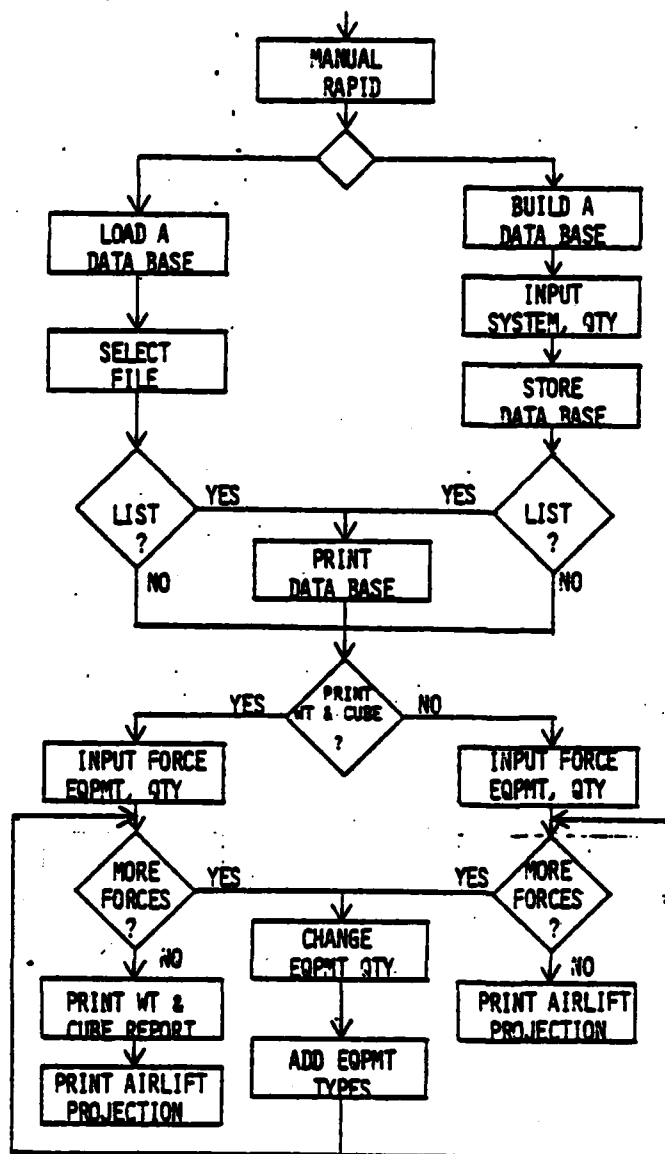 MANUAL
RAPID
LOAD A
DATA BASE
BUILD A
DATA BASE
INPUT
SYSTEM, QTY
SELECT
FILE
STORE
DATA BASE
LIST
?
YES
YES
LIST
?
PRINT
DATA BASE
NO
NO
PRINT
WT & CUBE
?
YES
NO
INPUT FORCE
EQPMT, QTY
INPUT FORCE
EQPMT, QTY
MORE
FORCES
?
YES
YES
MORE
FORCES
?
CHANGE
EQPMT QTY
NO
NO
PRINT WT &
CUBE REPORT
PRINT AIRLIFT
PROJECTION
ADD EQPMT
TYPES
PRINT AIRLIFT
PROJECTION